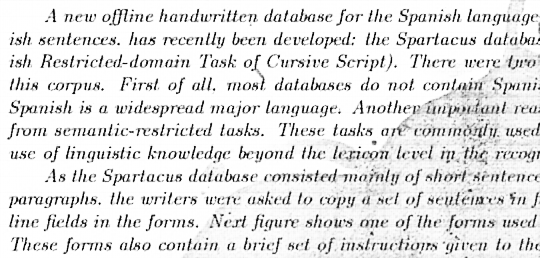 A new offline handwritten database for the Spanish language
ish sentences, has recently been developed: the Spartacus databas
ish Restricted-domain Task of Cursive Script). There were two
this corpus. First of all, most databases do not contain Spani
Spanish is a widespread major language. Another important rea
from semantic-restricted tasks. These tasks are commonly used
use of linguistic knowledge beyond the lexicon level in the recogn
As the Spartacus database consisted mainly of short sentence
paragraphs, the writers were asked to copy a set of sentences in f
line fields in the forms. Next figure shows one of the forms used
These forms also contain a brief set of instructions given to the